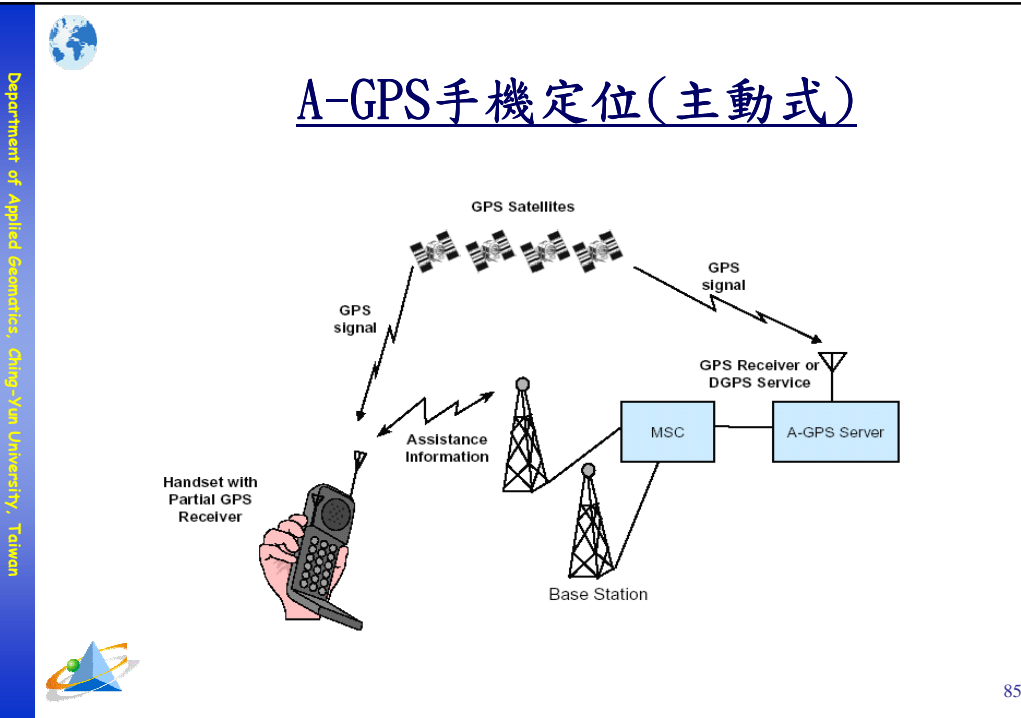 A-GPS手機定位(主動式)
GPS Satellites
GPS
signal
GPS
signal
GPS Receiver or
DGPS Service
MSC
A-GPS Server
Assistance
Information
Handset with
Partial GPS
Receiver
Base Station
Department of Applied Geomatics, Ching-Yun University, Taiwan
85